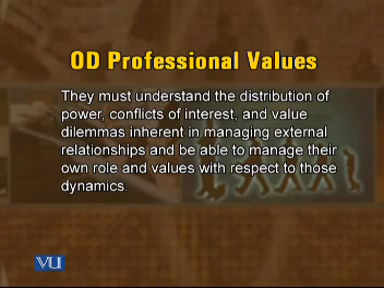 OD Professional Values
They must understand the distribution of
power, conflicts of interest, and value
dilemmas inherent in managing external
relationships and be able to manage their
own role and values with respect to those
dynamics.
VU